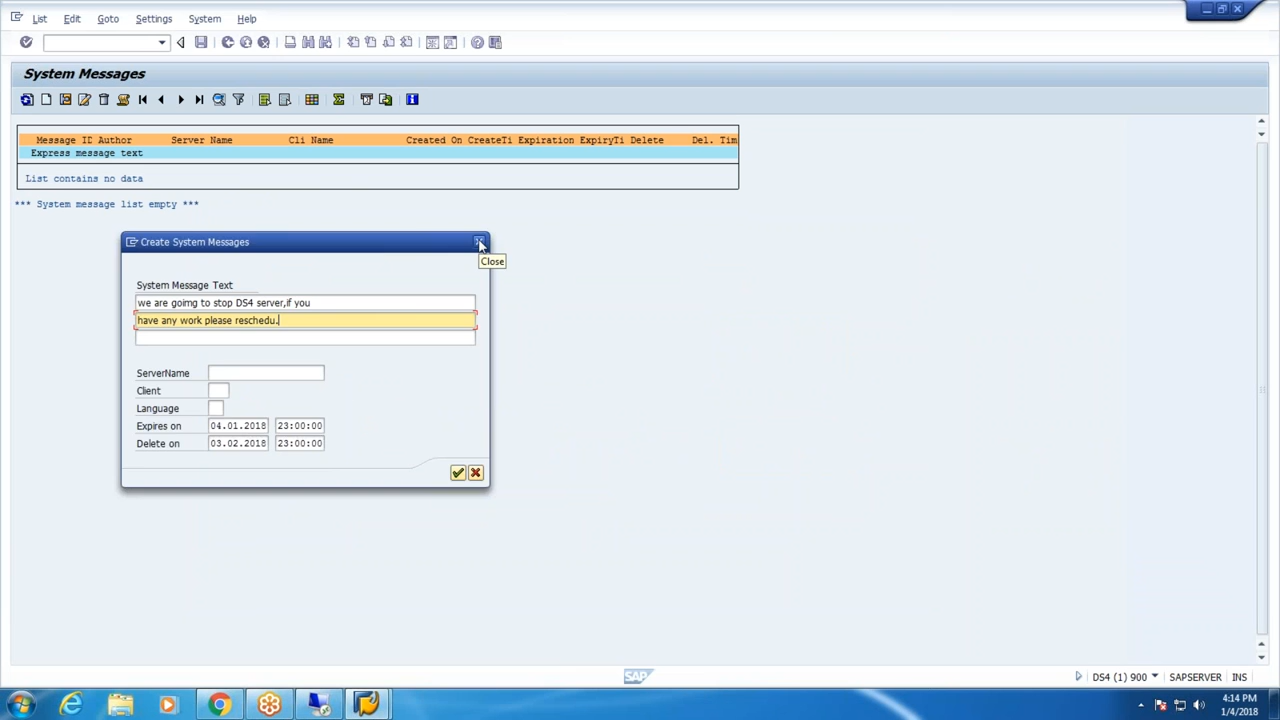 List Edit Goto Settings System Help
System Messages
Message ID Author Server Name Cli Name Created On CreateTi Expiration ExpiryTi Delete Del. Tim
Express message text
List contains no data
*** System message list empty ***
Create System Messages
Close
System Message Text
we are goimg to stop DS4 server,if you
have any work please reschedu.
ServerName
Client
Language
Expires on 04.01.2018 23:00:00
Delete on 03.02.2018 23:00:00
SAP
DS4 (1) 900 SAPSERVER INS
4:14 PM
1/4/2018